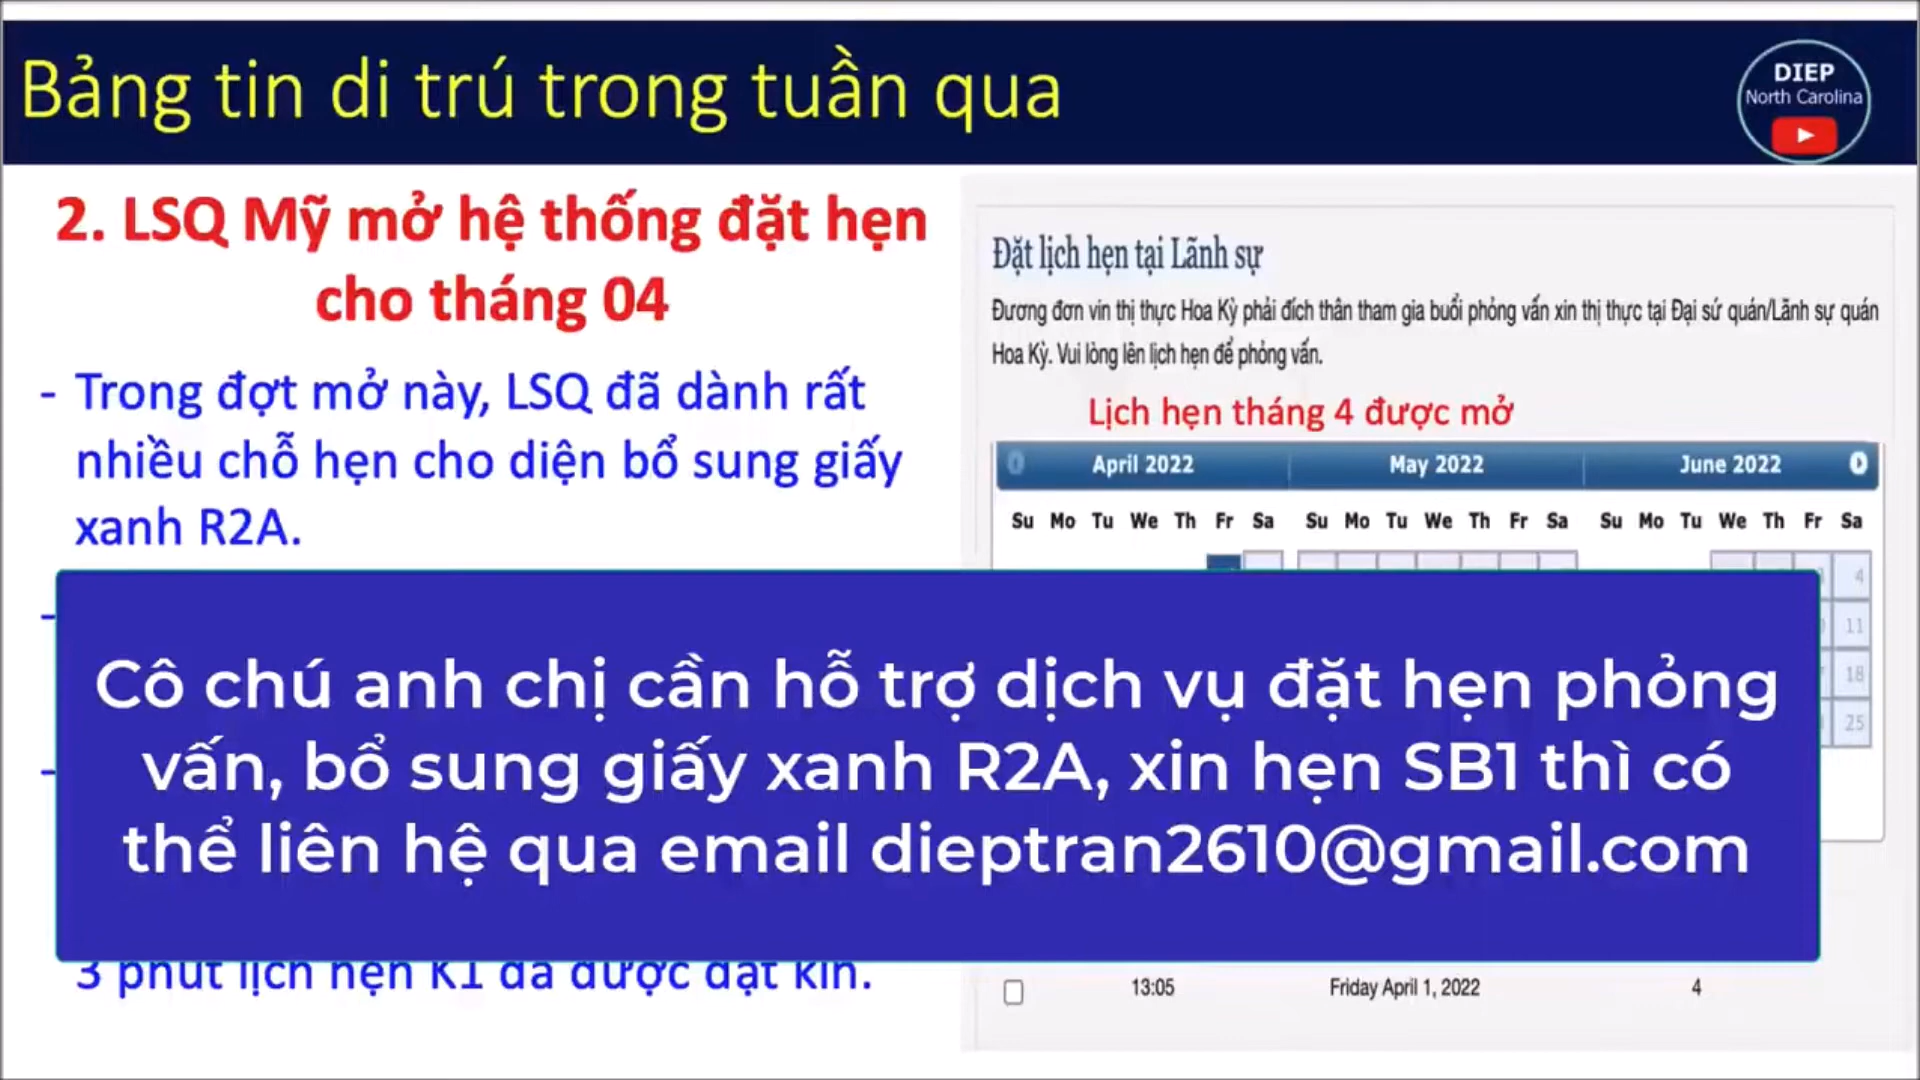 Bảng tin di trú trong tuần qua
DIEP
North Carolina
2. LSQ Mỹ mở hệ thống đặt hẹn
cho tháng 04
- Trong đợt mở này, LSQ đã dành rất
nhiều chỗ hẹn cho diện bổ sung giấy
xanh R2A.
-
-
Cô chú anh chị cần hỗ trợ dịch vụ đặt hẹn phỏng
vấn, bổ sung giấy xanh R2A, xin hẹn SB1 thì có
thể liên hệ qua email dieptran2610@gmail.com
3 phút lịch hẹn K1 đã được đặt kín.
Đặt lịch hẹn tại Lãnh sự
Đương đơn vin thị thực Hoa Kỳ phải đích thân tham gia buổi phỏng vấn xin thị thực tại Đại sứ quán/Lãnh sự quán
Hoa Kỳ. Vui lòng lên lịch hẹn để phỏng vấn.
Lịch hẹn tháng 4 được mở
April 2022 May 2022 June 2022
Su Mo Tu We Th Fr Sa Su Mo Tu We Th Fr Sa Su Mo Tu We Th Fr Sa
4
11
18
25
13:05 Friday April 1, 2022 4